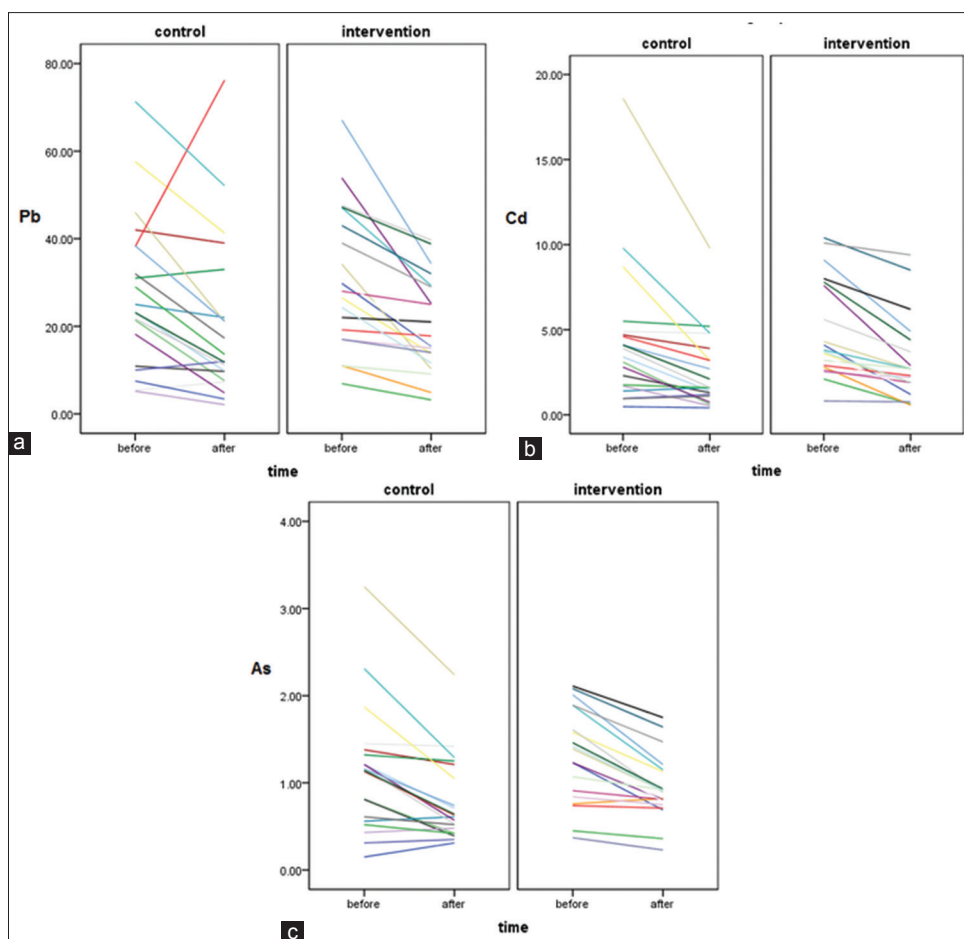 control intervention
80.00
60.00
Pb
40.00
20.00
0.00
before after before after
time
a
control intervention
20.00
15.00
Cd
10.00
5.00
0.00
before after before after
time
b
control intervention
4.00
3.00
As
2.00
1.00
0.00
before after before after
time
c